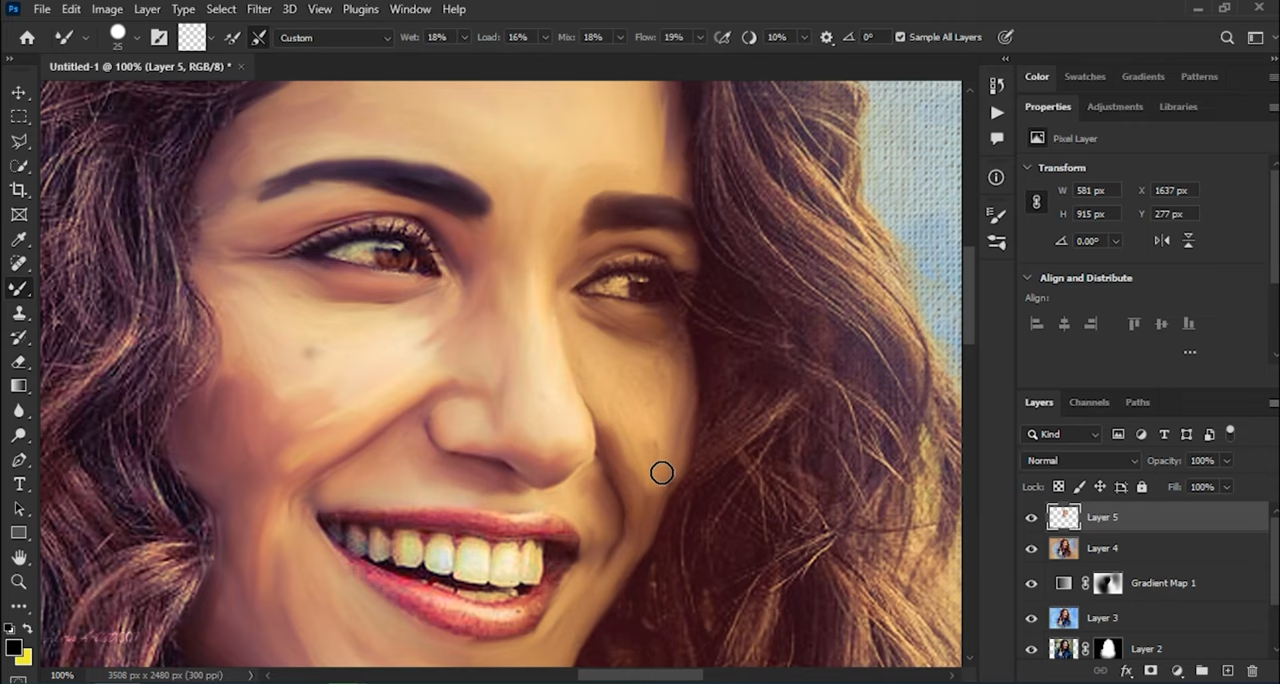 Ps File Edit Image Layer Type Select Filter 3D View Plugins Window Help
25 Custom Wet: 18% Load: 16% Mix: 18% Flow: 19% 10% 0° Sample All Layers
Untitled-1 @ 100% (Layer 5, RGB/8) *
Color Swatches Gradients Patterns
Properties Adjustments Libraries
Pixel Layer
Transform
W 581 px X 1637 px
H 915 px Y 277 px
0.00°
Align and Distribute
Align:
Layers Channels Paths
Kind
Normal Opacity: 100%
Lock: Fill: 100%
Layer 5
Layer 4
Gradient Map 1
Layer 3
Layer 2
100% 3508 px x 2480 px (300 ppi)